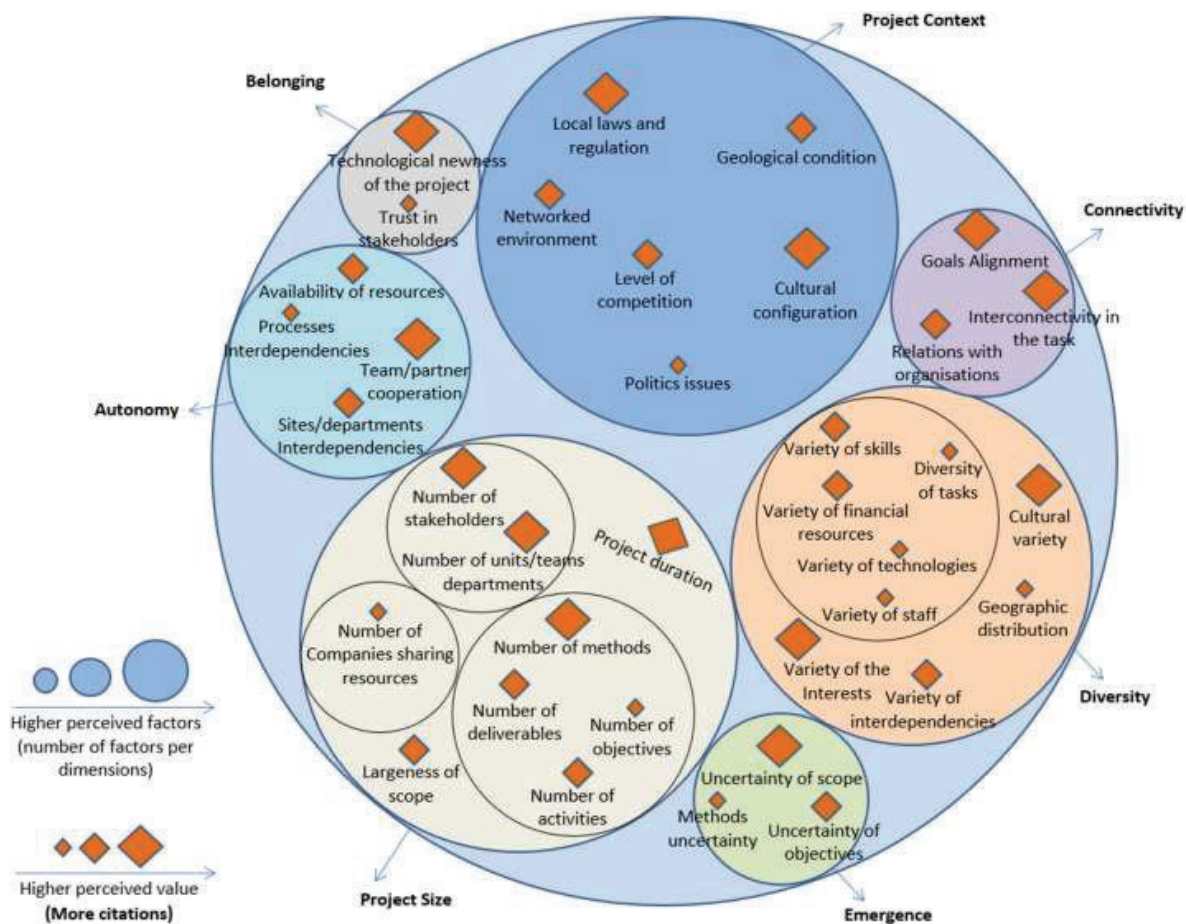 Project Context
Belonging
Local laws and
regulation
Geological condition
Technological newness
of the project
Trust in
stakeholders
Networked
environment
Connectivity
Goals Alignment
Level of
competition
Cultural
configuration
Interconnectivity in
the task
Relations with
organisations
Availability of resources
Processes
Interdependencies
Team/partner
cooperation
Politics issues
Autonomy
Sites/departments
Interdependencies
Variety of skills
Diversity
of tasks
Variety of financial
resources
Cultural
variety
Variety of technologies
Variety of staff
Geographic
distribution
Variety of the
Interests
Variety of
interdependencies
Diversity
Number of
stakeholders
Number of units/teams
departments
Project duration
Number of
Companies sharing
resources
Number of methods
Number of
deliverables
Number of
objectives
Largeness of
scope
Number of
activities
Uncertainty of scope
Methods
uncertainty
Uncertainty of
objectives
Higher perceived factors
(number of factors per
dimensions)
Higher perceived value
(More citations)
Project Size
Emergence